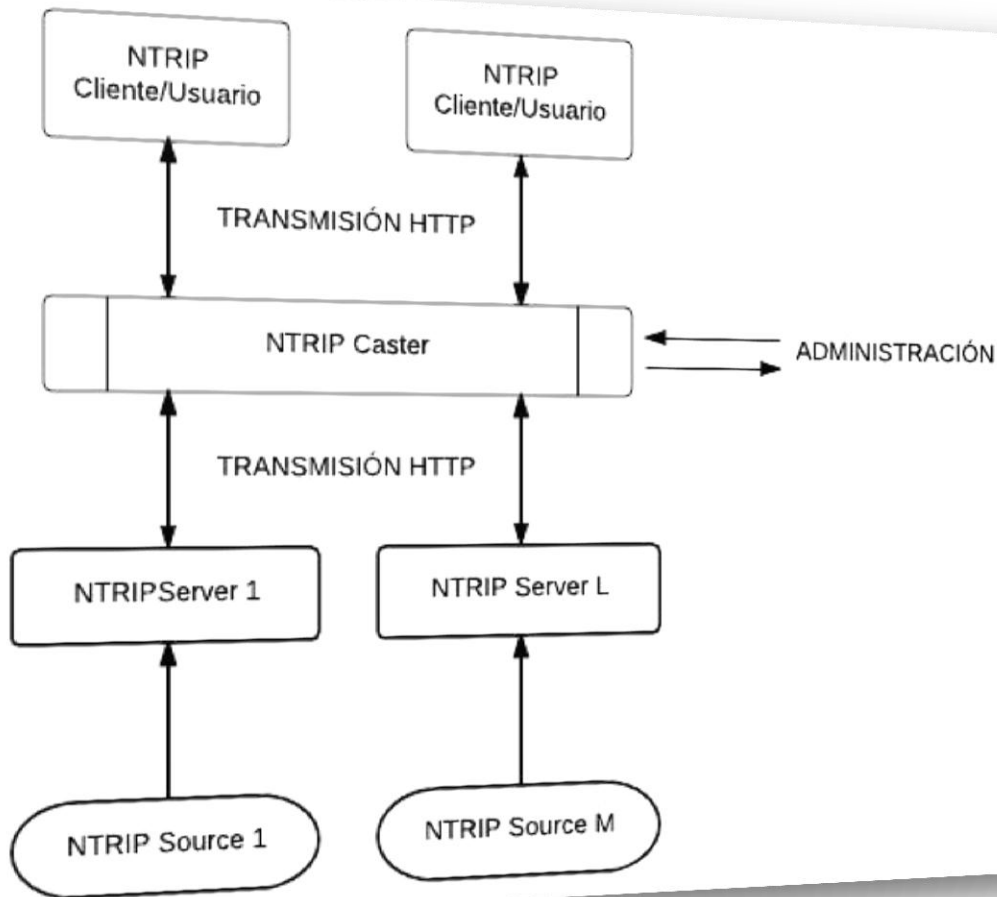 NTRIP
Cliente/Usuario
NTRIP
Cliente/Usuario
TRANSMISIÓN HTTP
NTRIP Caster
ADMINISTRACIÓN
TRANSMISIÓN HTTP
NTRIPServer 1
NTRIP Server L
NTRIP Source 1
NTRIP Source M